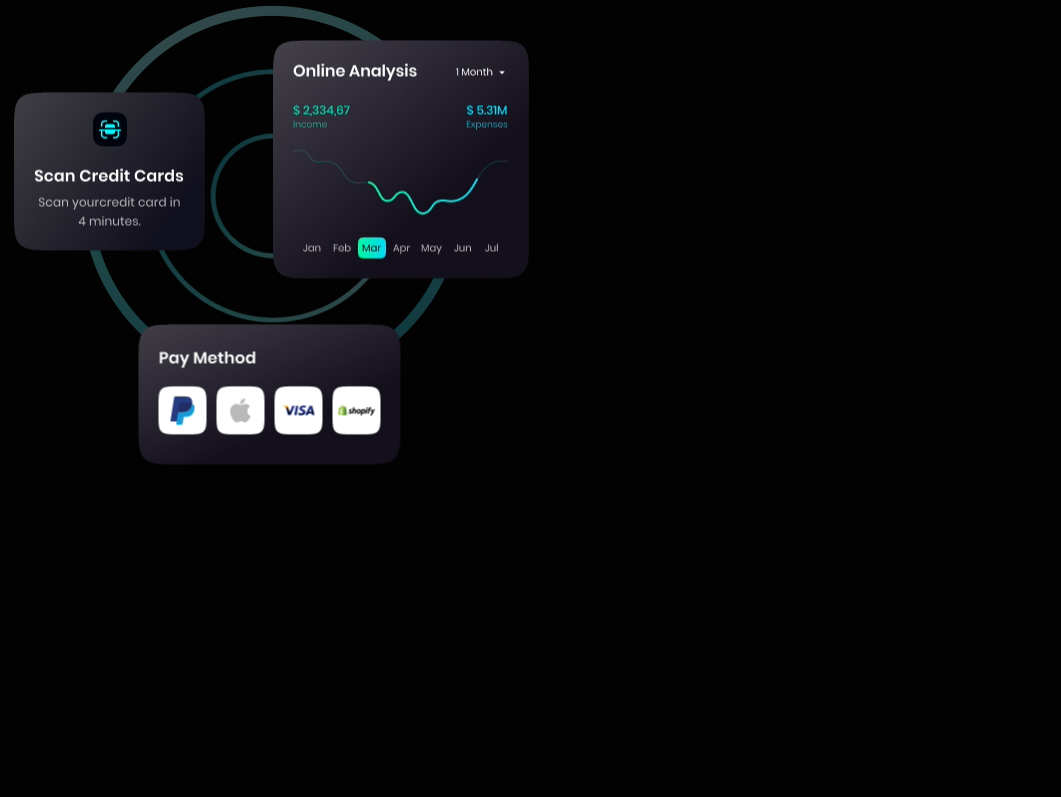 Online Analysis
1 Month
$ 2,334,67
$ 5.31M
Income
Expenses
Scan Credit Cards
Scan yourcredit card in
4 minutes.
Jan Feb Mar Apr May Jun Jul
Pay Method
VISA
shopify